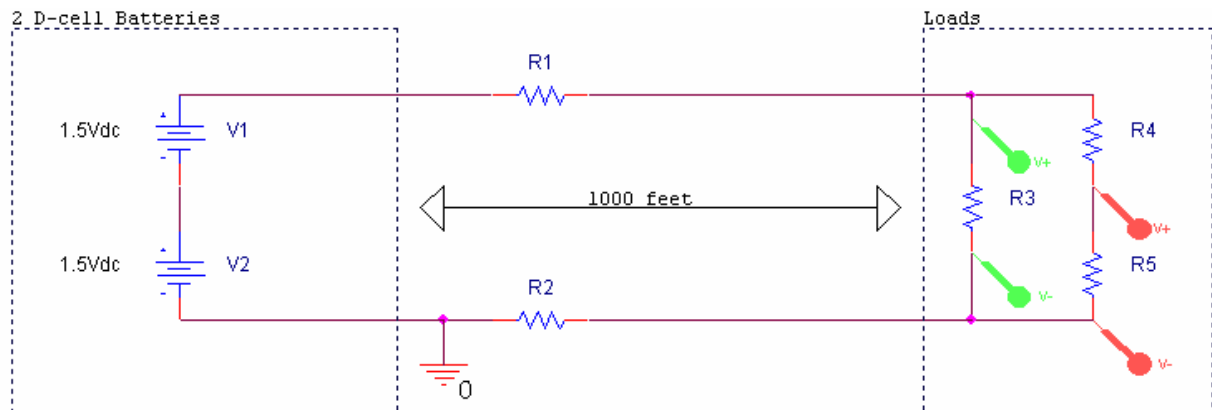 2 D-cell Batteries
Loads
R1
1.5Vdc
V1
R4
V+
1000 feet
R3
V+
1.5Vdc
V2
R5
R2
V-
V-
0